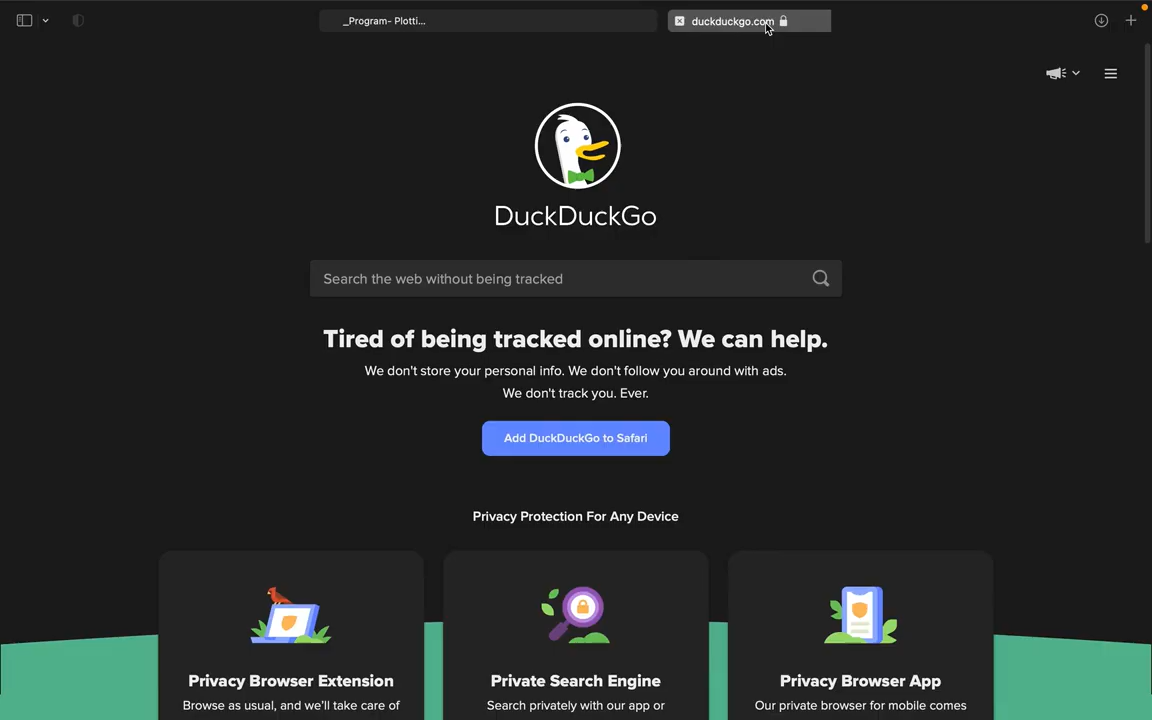 _Program- Plotti...
duckduckgo.com
DuckDuckGo
Search the web without being tracked
Tired of being tracked online? We can help.
We don't store your personal info. We don't follow you around with ads.
We don't track you. Ever.
Add DuckDuckGo to Safari
Privacy Protection For Any Device
Privacy Browser Extension
Browse as usual, and we'll take care of
Private Search Engine
Search privately with our app or
Privacy Browser App
Our private browser for mobile comes